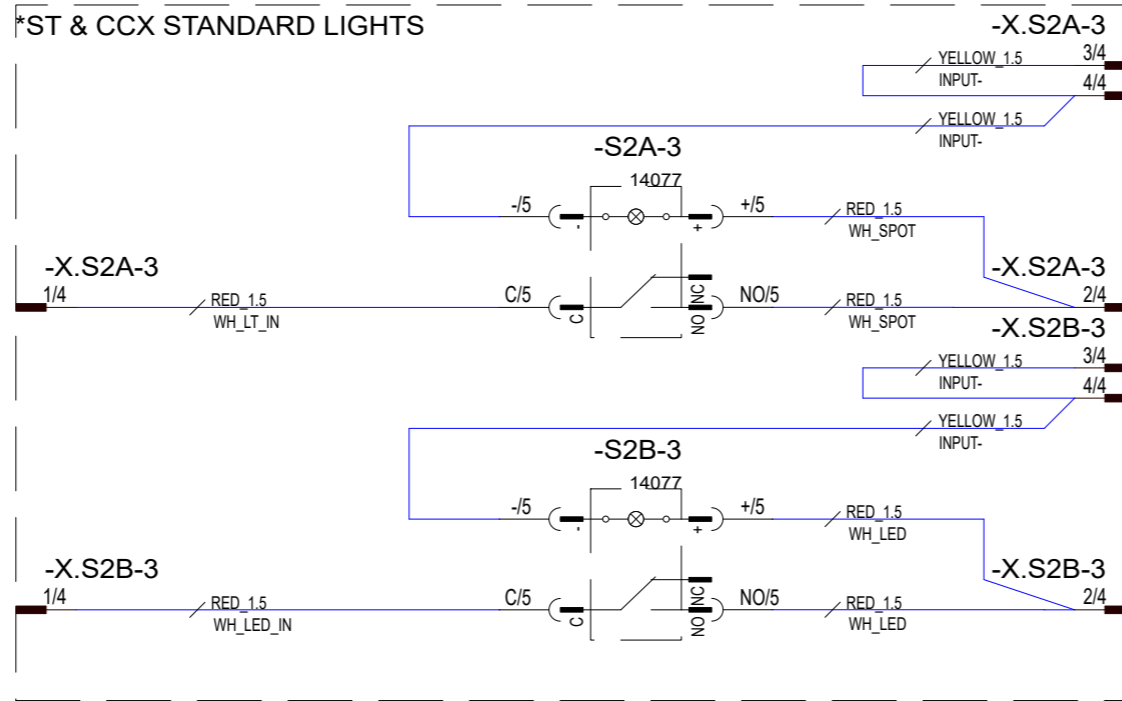 *ST & CCX STANDARD LIGHTS
-X.S2A-3
YELLOW_1.5
3/4
INPUT-
4/4
YELLOW_1.5
INPUT-
-S2A-3
14077
-/5
+/5
RED_1.5
- +
WH_SPOT
-X.S2A-3
-X.S2A-3
1/4
RED_1.5
WH_LT_IN
C/5
C
NO NC
NO/5
RED_1.5
WH_SPOT
2/4
-X.S2B-3
YELLOW_1.5
3/4
INPUT-
4/4
YELLOW_1.5
INPUT-
-S2B-3
14077
-/5
+/5
RED_1.5
- +
WH_LED
-X.S2B-3
-X.S2B-3
1/4
RED_1.5
WH_LED_IN
C/5
C
NO NC
NO/5
RED_1.5
WH_LED
2/4